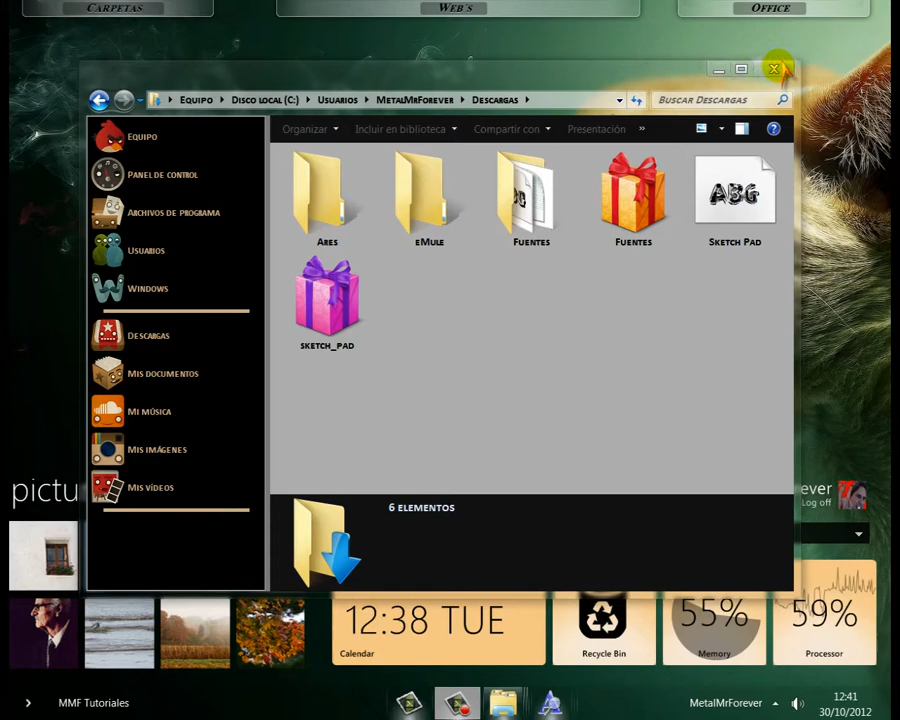 CARPETAS
WEB'S
OFFICE
EQUIPO
DISCO LOCAL (C:)
USUARIOS
METALMRFOREVER
DESCARGAS
BUSCAR DESCARGAS
Organizar
Incluir en biblioteca
Compartir con
Presentación
»
EQUIPO
PANEL DE CONTROL
ARCHIVOS DE PROGRAMA
USUARIOS
WINDOWS
DESCARGAS
MIS DOCUMENTOS
MI MÚSICA
MIS IMÁGENES
MIS VÍDEOS
ARES
EMULE
FUENTES
FUENTES
ABG
SKETCH PAD
SKETCH_PAD
6 ELEMENTOS
pictu
ever
Log off
12:38 TUE
Calendar
Recycle Bin
55%
Memory
59%
Processor
MMF Tutoriales
MetalMrForever
12:41
30/10/2012